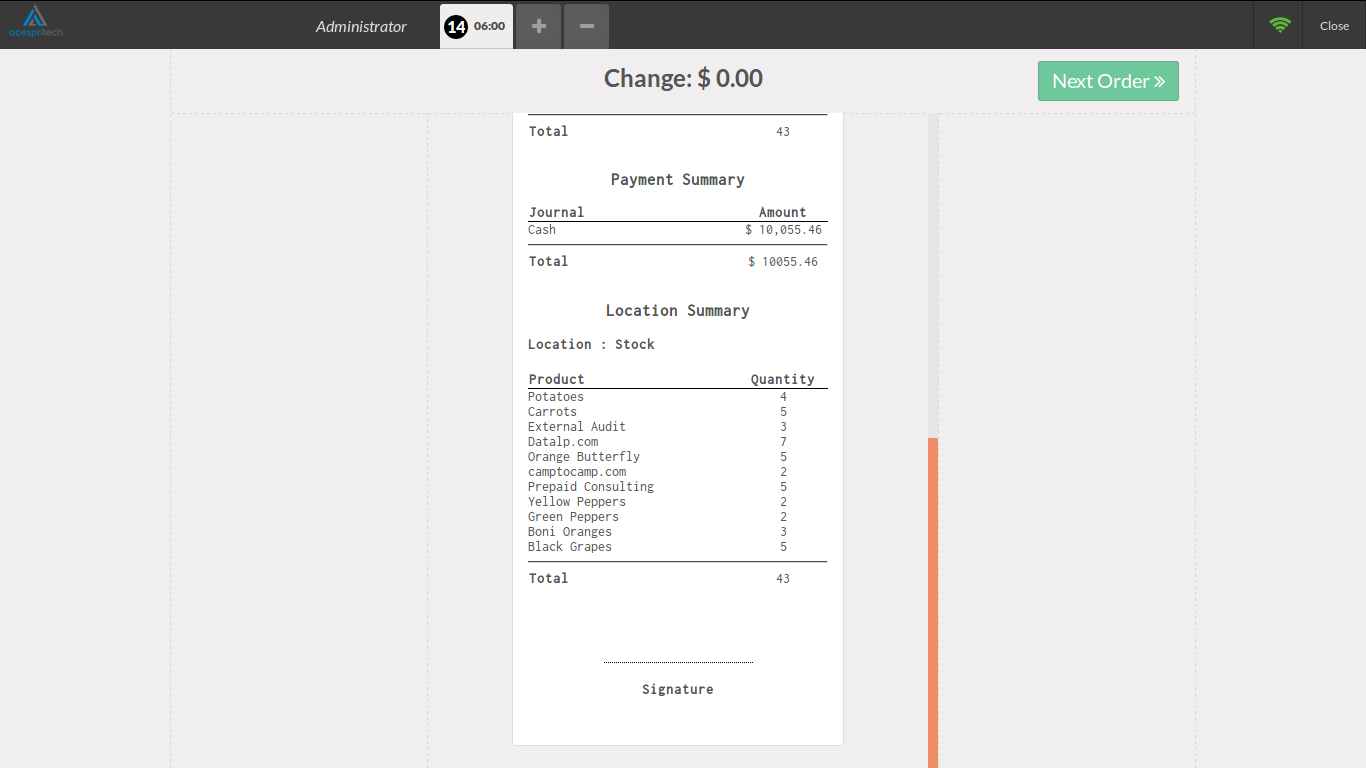 acespritech
Administrator
14 06:00
+
−
Close
Change: $ 0.00
Next Order »
Total 43
Payment Summary
Journal Amount
Cash $ 10,055.46
Total $ 10055.46
Location Summary
Location : Stock
Product Quantity
Potatoes 4
Carrots 5
External Audit 3
Datalp.com 7
Orange Butterfly 5
camptocamp.com 2
Prepaid Consulting 5
Yellow Peppers 2
Green Peppers 2
Boni Oranges 3
Black Grapes 5
Total 43
Signature